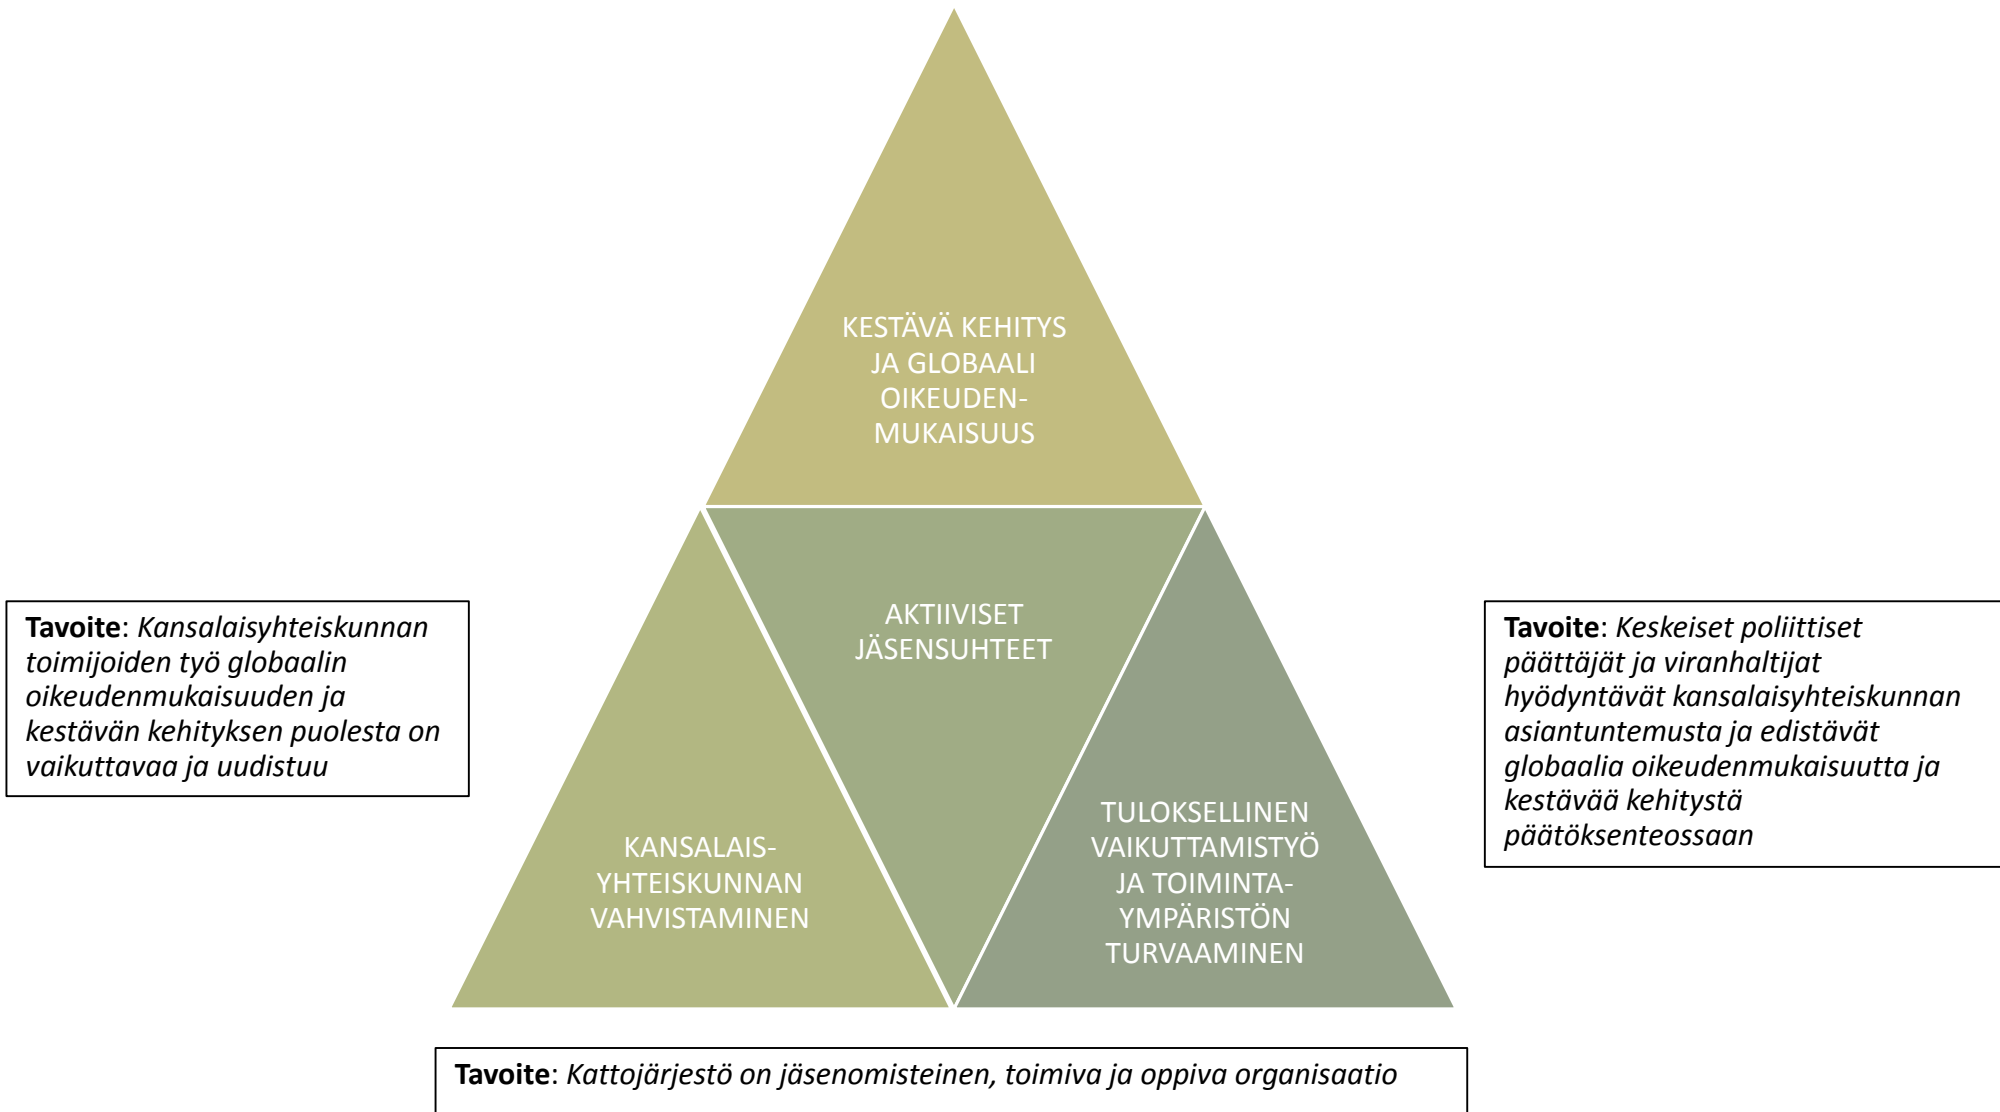 KESTÄVÄ KEHITYS
JA GLOBAALI
OIKEUDEN-
MUKAISUUS
AKTIIVISET
JÄSENSUHTEET
Tavoite: Kansalaisyhteiskunnan
toimijoiden työ globaalin
oikeudenmukaisuuden ja
kestävän kehityksen puolesta on
vaikuttavaa ja uudistuu
Tavoite: Keskeiset poliittiset
päättäjät ja viranhaltijat
hyödyntävät kansalaisyhteiskunnan
asiantuntemusta ja edistävät
globaalia oikeudenmukaisuutta ja
kestävää kehitystä
päätöksenteossaan
KANSALAIS-
YHTEISKUNNAN
VAHVISTAMINEN
TULOKSELLINEN
VAIKUTTAMISTYÖ
JA TOIMINTA-
YMPÄRISTÖN
TURVAAMINEN
Tavoite: Kattojärjestö on jäsenomisteinen, toimiva ja oppiva organisaatio